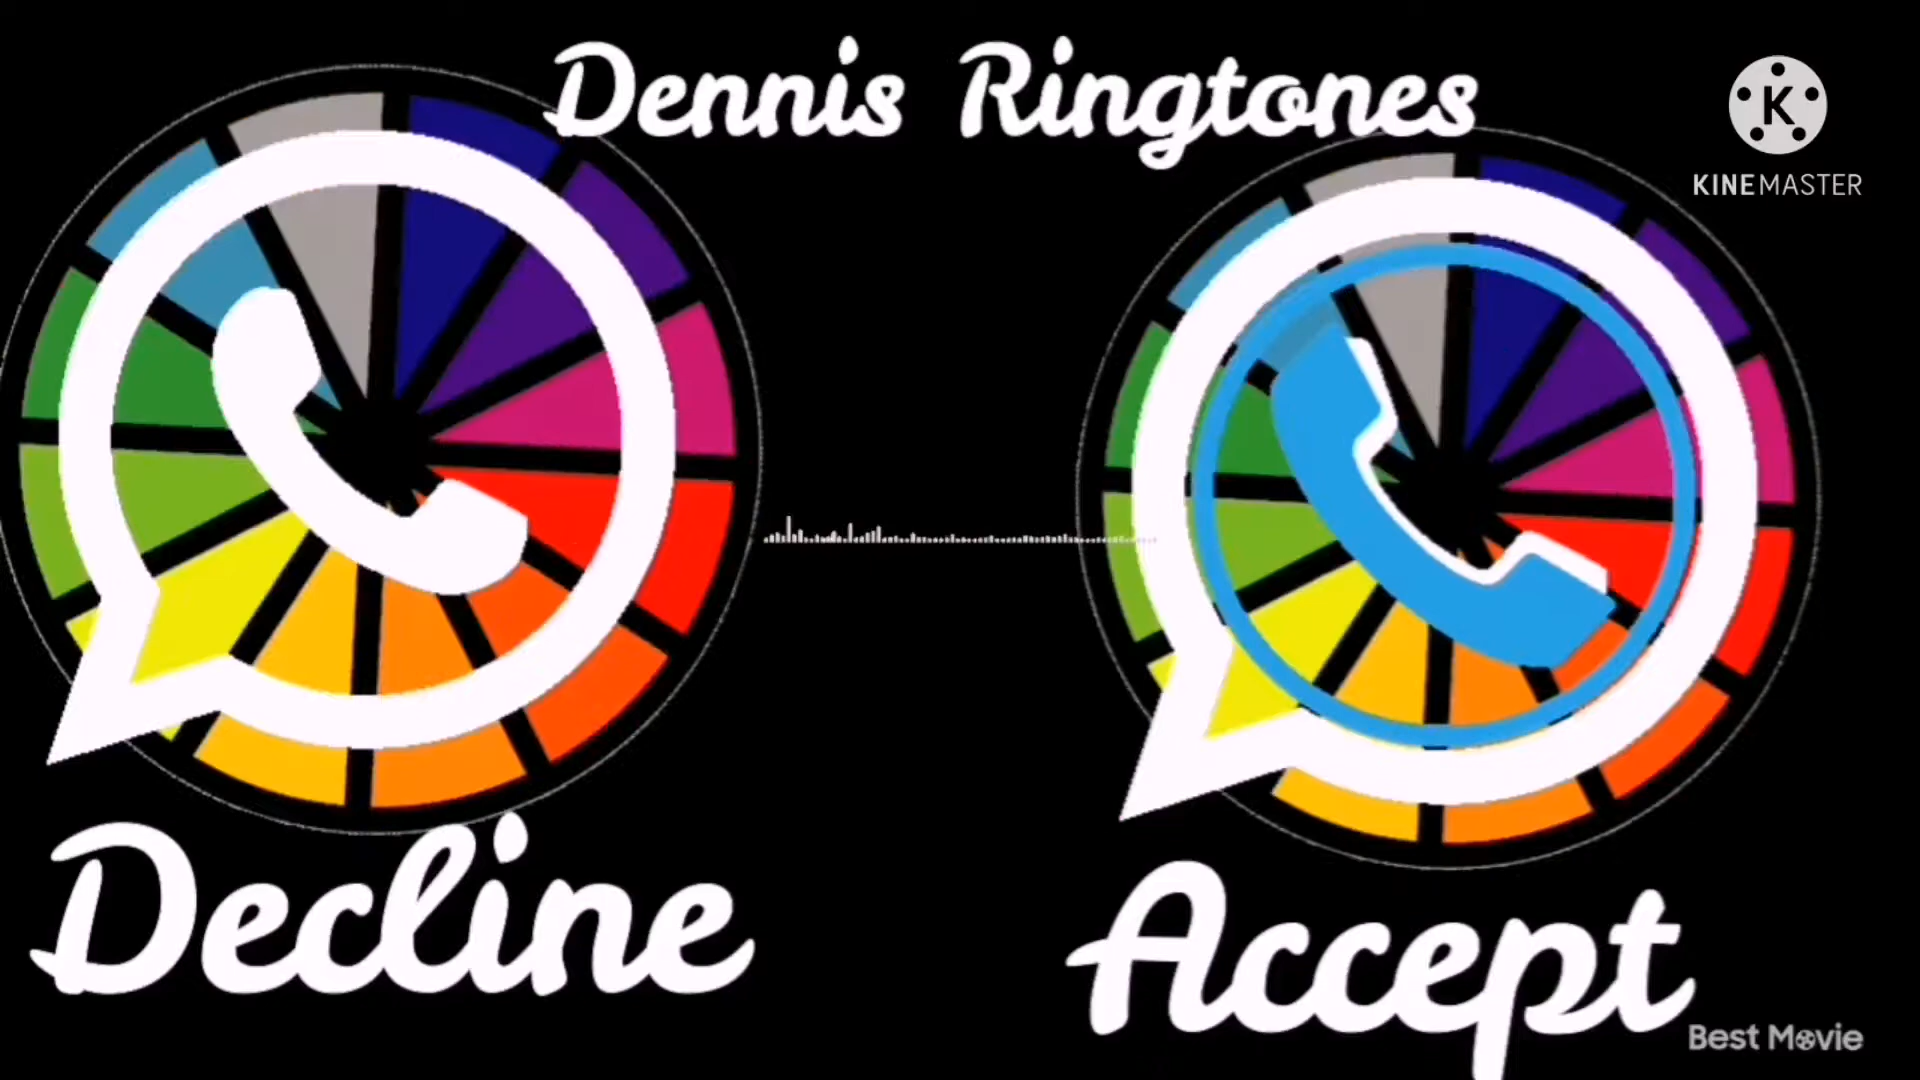 Dennis Ringtones
K
KINEMASTER
Decline
Accept
Best Movie